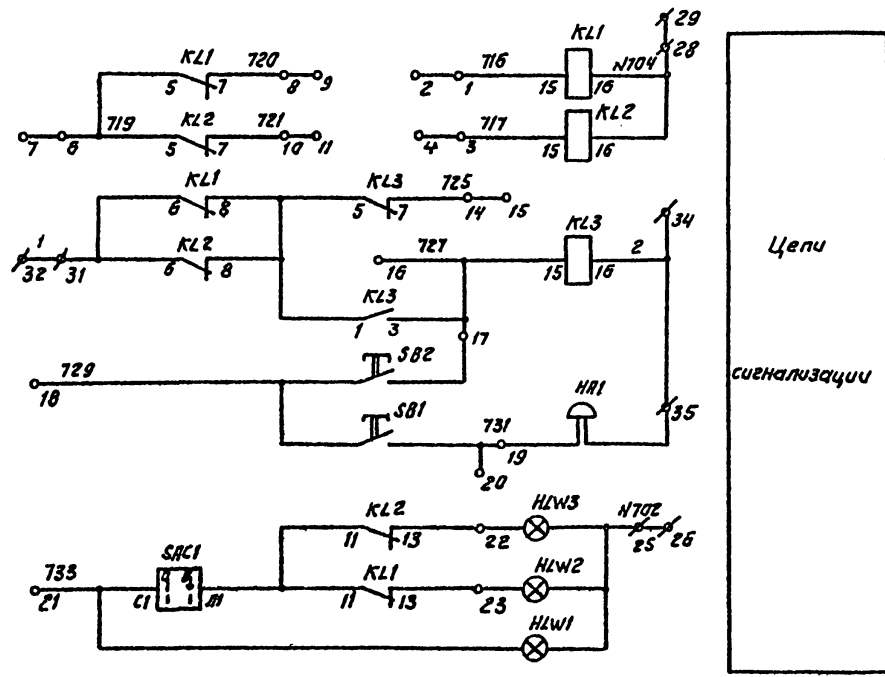 29
KL1 720 KL1 28
716 N704
5 7 8 9 2 1 15 16
719 KL2 721 717 KL2
7 6 5 7 10 11 4 3 15 16
KL1 KL3 725
6 8 5 7 14 15 KL3 34
1 KL2 727 2 Цепи
32 31 6 8 16 15 16
KL3
1 3 17
729 SB2
18 НА1 сигнализации
SB1 731 35
19
20
KL2 HLW3 N702
11 13 22 25 26
SAC1
733 KL1 HLW2
21 С1 Л1 11 13 23
HLW1